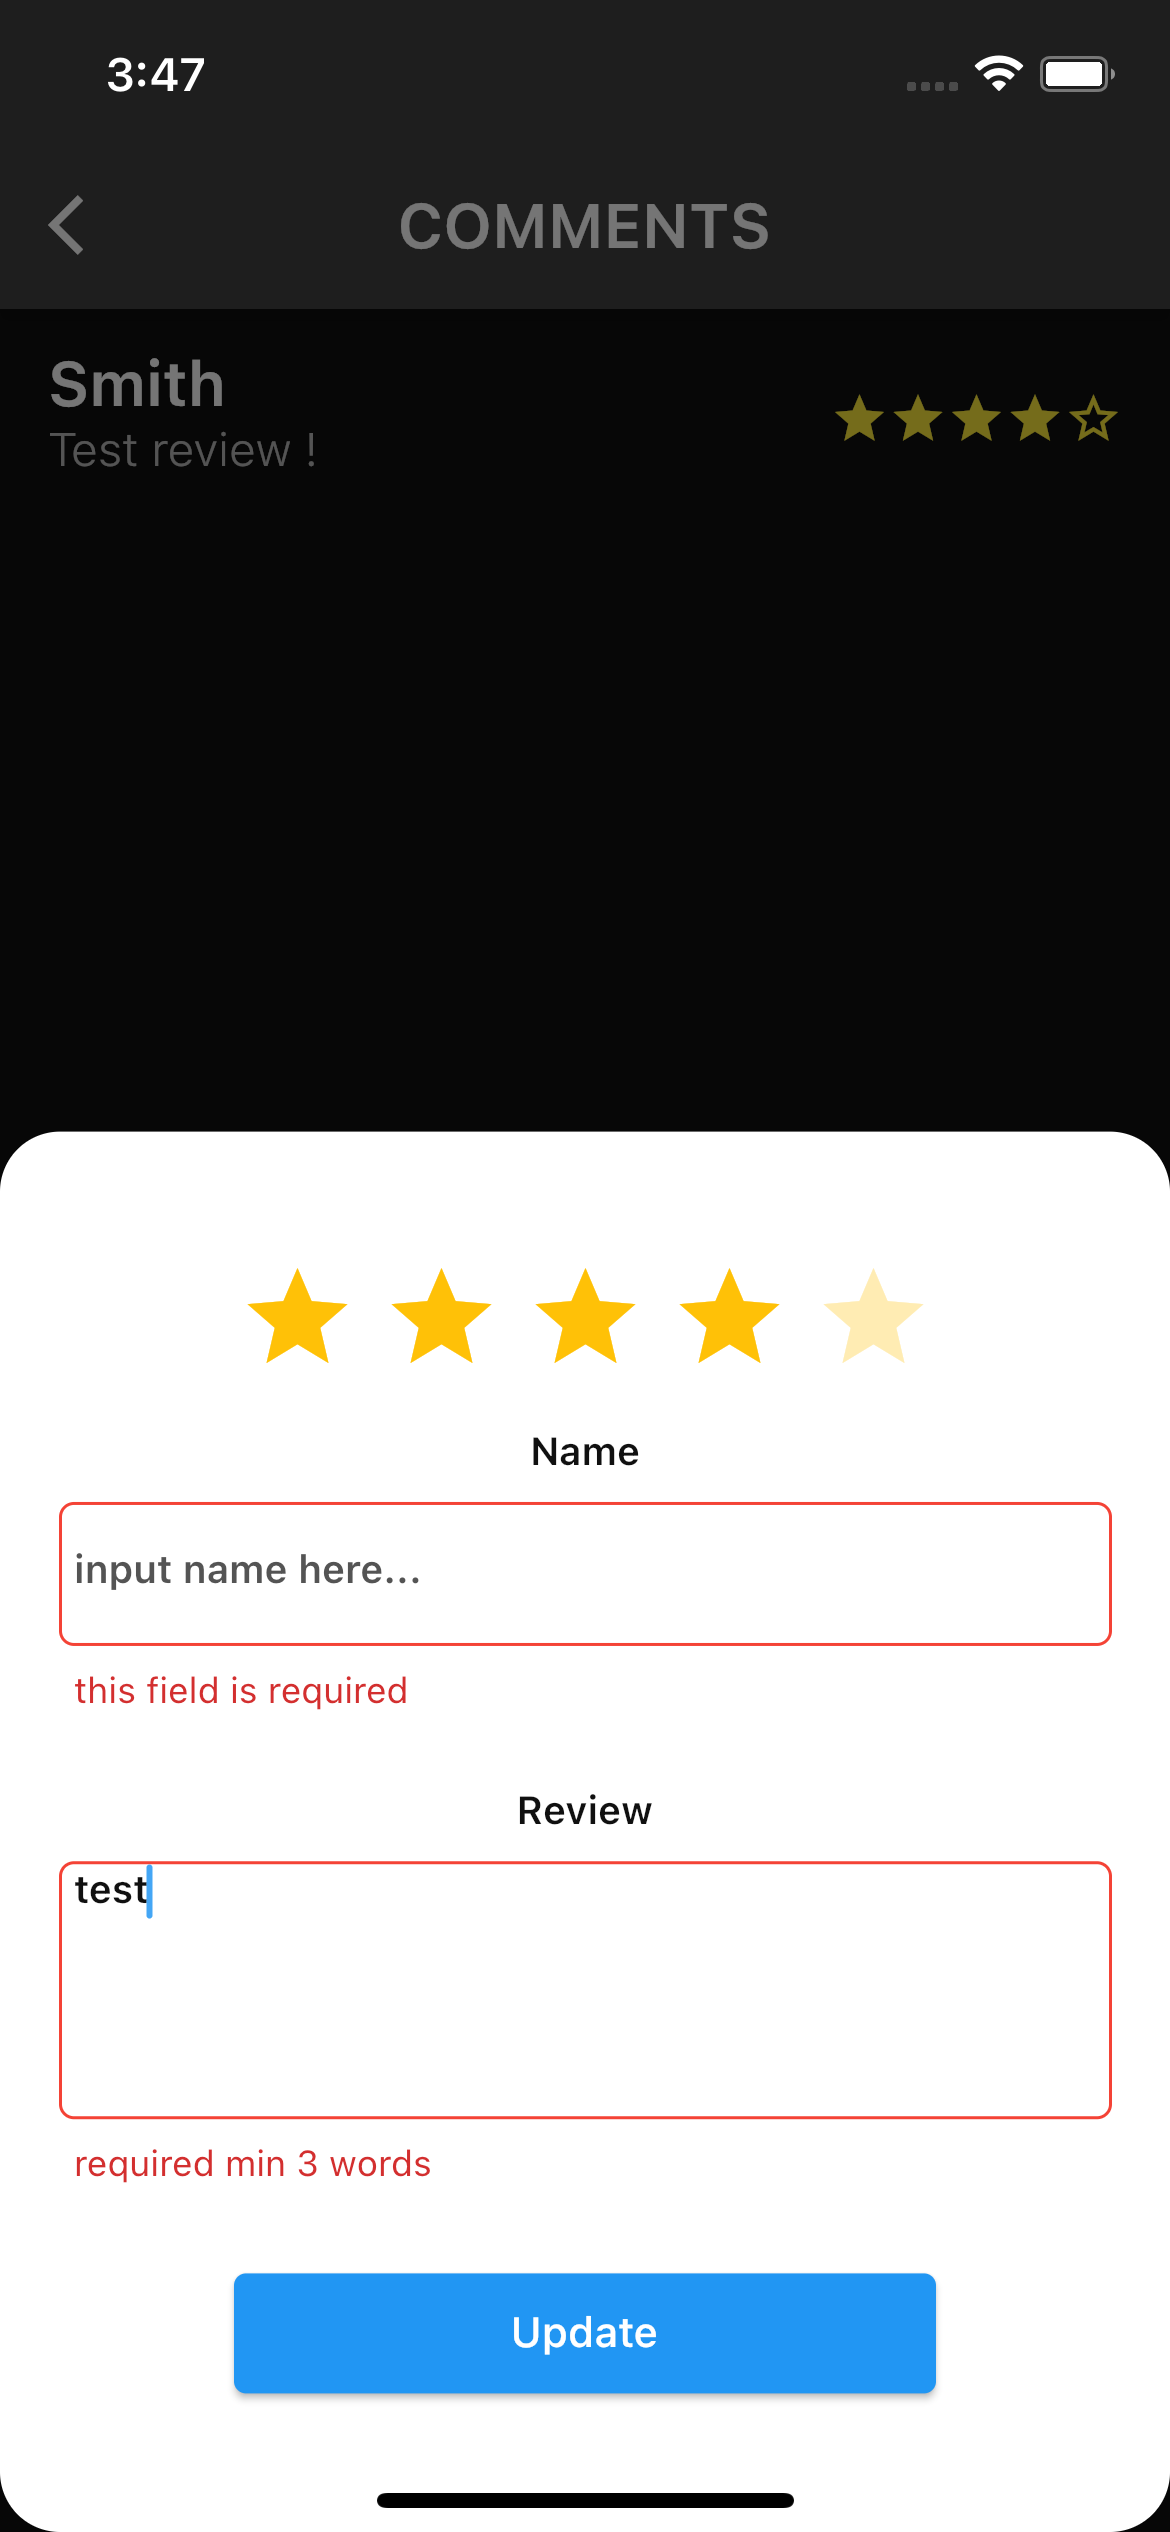 3:47
COMMENTS
Smith
Test review !
Name
input name here...
this field is required
Review
test
required min 3 words
Update